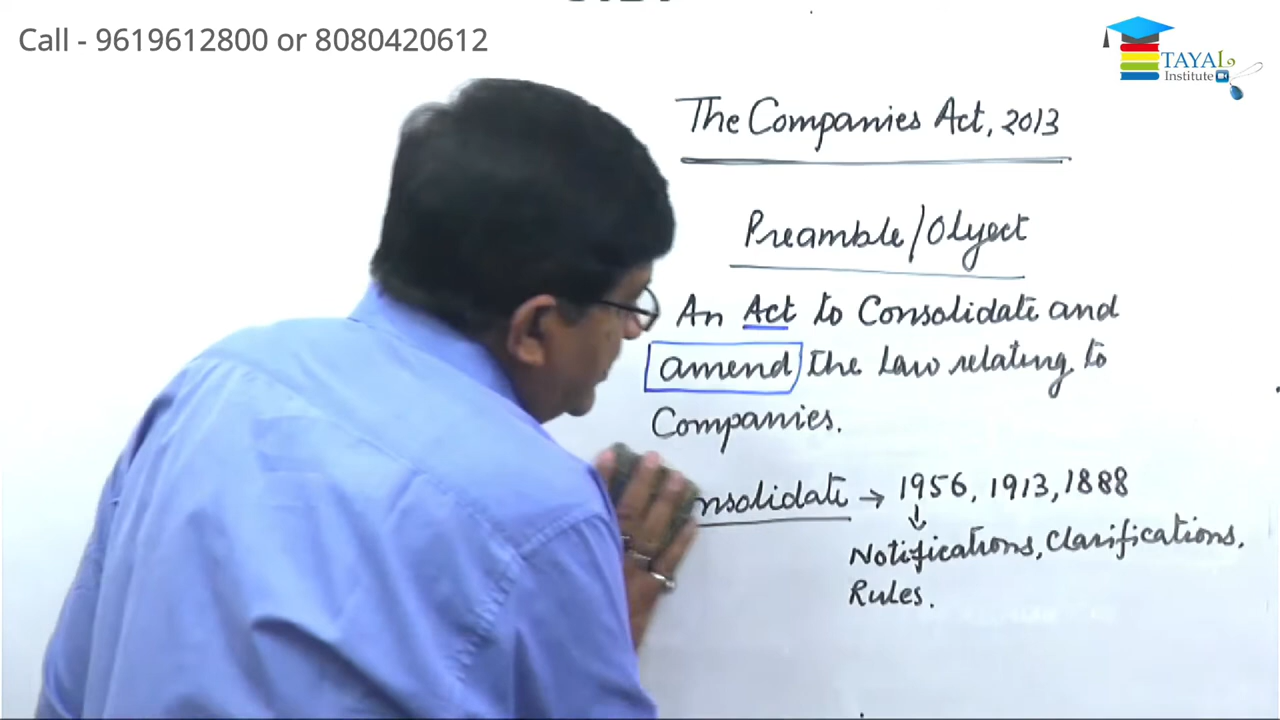 Call - 9619612800 or 8080420612
TAYAL
Institute
The Companies Act, 2013
Preamble/Object
An Act to Consolidate and
amend the Law relating to
Companies.
nsolidate → 1956, 1913, 1888
↓
Notifications, Clarifications,
Rules.